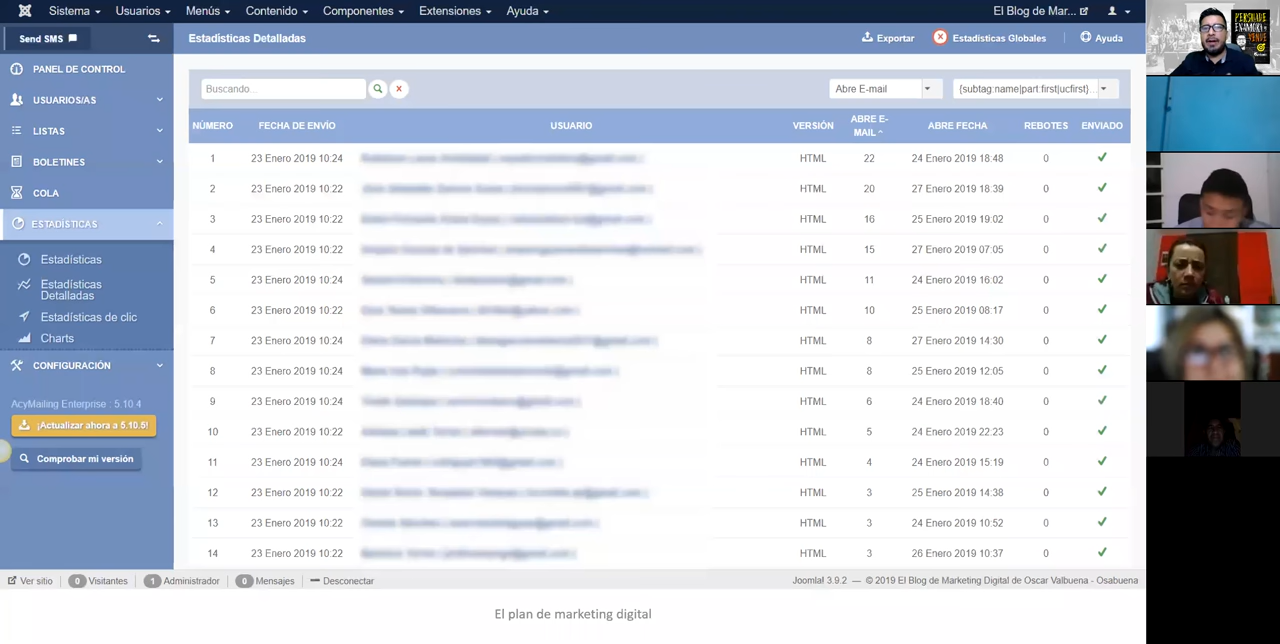 Sistema Usuarios Menús Contenido Componentes Extensiones Ayuda El Blog de Mar...
Send SMS
Estadísticas Detalladas
Exportar Estadísticas Globales Ayuda
PANEL DE CONTROL
USUARIOS/AS
LISTAS
BOLETINES
COLA
ESTADÍSTICAS
Estadísticas
Estadísticas
Detalladas
Estadísticas de clic
Charts
CONFIGURACIÓN
AcyMailing Enterprise : 5.10.4
¡Actualizar ahora a 5.10.5!
Comprobar mi versión
Buscando... Abre E-mail {subtag:name|part:first|ucfirst}...
NÚMERO FECHA DE ENVÍO USUARIO VERSIÓN ABRE E-MAIL ABRE FECHA REBOTES ENVIADO
1 23 Enero 2019 10:24 HTML 22 24 Enero 2019 18:48 0
2 23 Enero 2019 10:22 HTML 20 27 Enero 2019 18:39 0
3 23 Enero 2019 10:22 HTML 16 25 Enero 2019 19:02 0
4 23 Enero 2019 10:22 HTML 15 27 Enero 2019 07:05 0
5 23 Enero 2019 10:22 HTML 11 24 Enero 2019 16:02 0
6 23 Enero 2019 10:22 HTML 10 25 Enero 2019 08:17 0
7 23 Enero 2019 10:22 HTML 8 27 Enero 2019 14:30 0
8 23 Enero 2019 10:22 HTML 8 25 Enero 2019 12:05 0
9 23 Enero 2019 10:22 HTML 6 24 Enero 2019 18:40 0
10 23 Enero 2019 10:22 HTML 5 24 Enero 2019 22:23 0
11 23 Enero 2019 10:22 HTML 4 24 Enero 2019 15:19 0
12 23 Enero 2019 10:22 HTML 3 25 Enero 2019 14:38 0
13 23 Enero 2019 10:22 HTML 3 24 Enero 2019 10:52 0
14 23 Enero 2019 10:22 HTML 3 26 Enero 2019 10:37 0
Ver sitio 0 Visitantes 1 Administrador 0 Mensajes Desconectar Joomla! 3.9.2 — © 2019 El Blog de Marketing Digital de Oscar Valbuena - Osabuena
El plan de marketing digital
PERSUADE
ENAMORA
VENDE